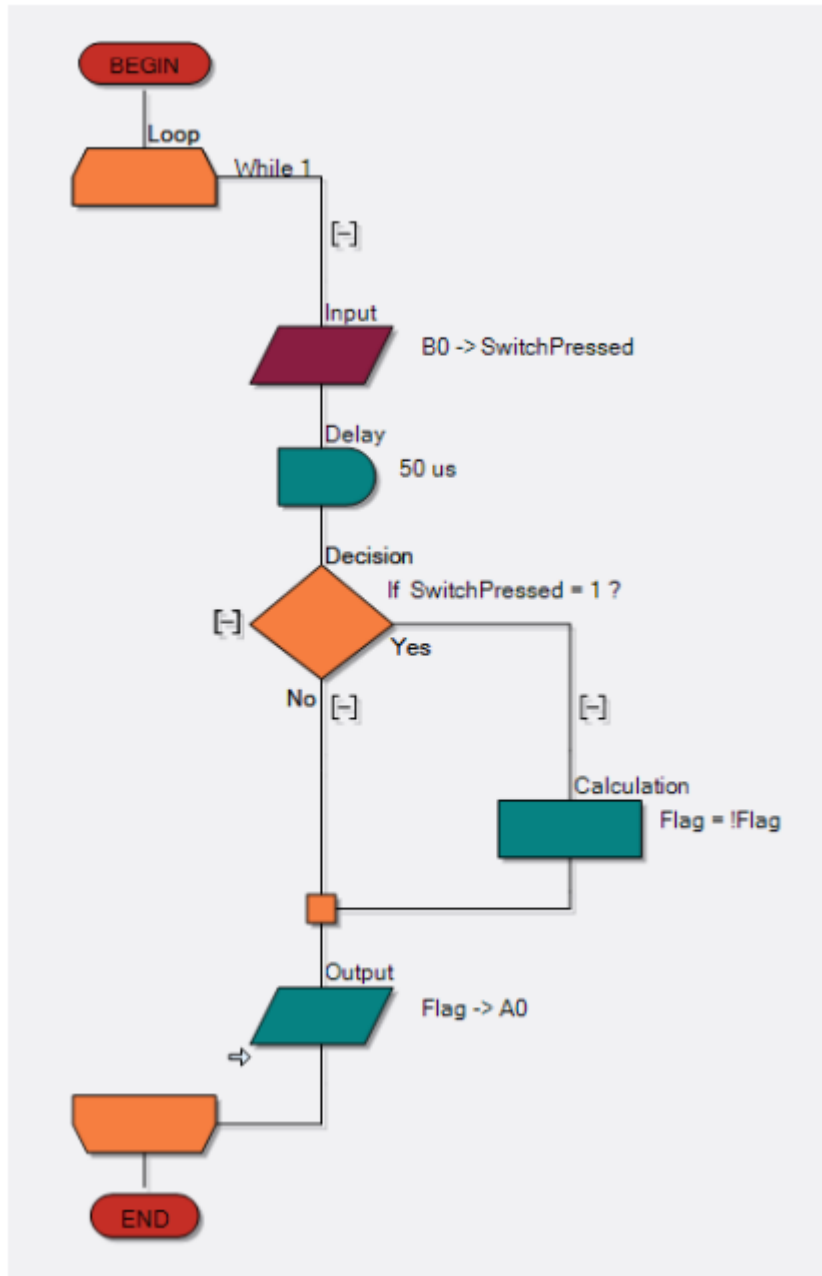 BEGIN
Loop
While 1
[-]
Input
B0 -> SwitchPressed
Delay
50 us
Decision
If SwitchPressed = 1 ?
[-]
Yes
No
[-]
[-]
Calculation
Flag = !Flag
Output
Flag -> A0
END